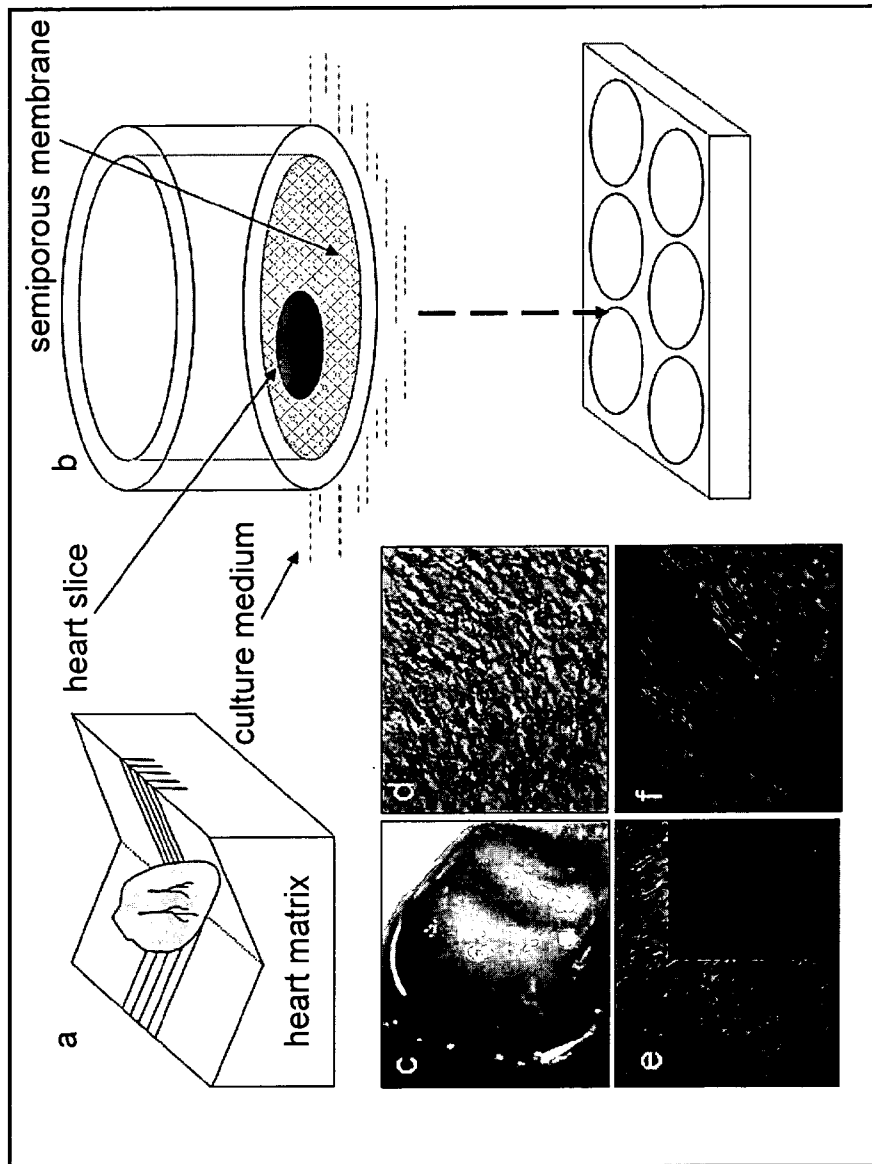 a
heart matrix
b
heart slice
semiporous membrane
culture medium
c
d
e
f